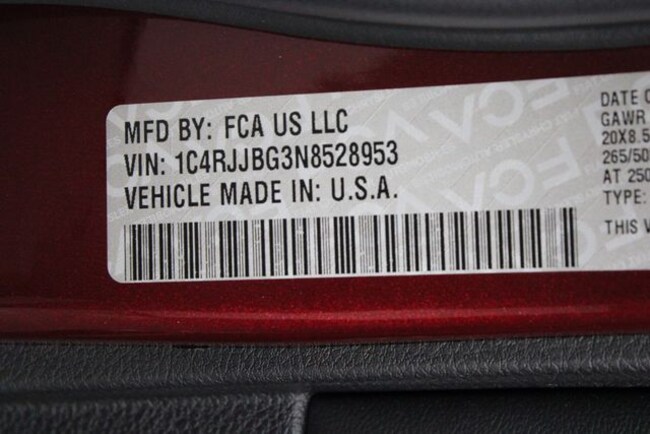 MFD BY: FCA US LLC
VIN: 1C4RJJBG3N8528953
VEHICLE MADE IN: U.S.A.
DATE O
GAWR
20X8.5
265/50
AT 250
TYPE:
THIS V